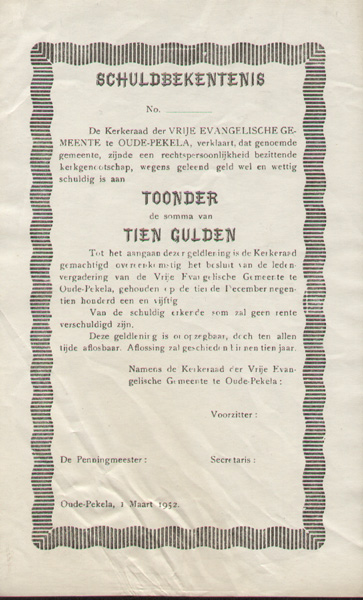 SCHULDBEKENTENIS
No.
De Kerkeraad der VRIJE EVANGELISCHE GE-
MEENTE te OUDE-PEKELA, verklaart, dat genoemde
gemeente, zijnde een rechtspersoonlijkheid bezittende
kerkgenootschap, wegens geleend geld wel en wettig
schuldig is aan
TOONDER
de somma van
TIEN GULDEN
Tot het aangaan dezer geldlening is de Kerkeraad
gemachtigd overeenkomstig het besluit van de leden-
vergadering van de Vrije Evangelische Gemeente te
Oude-Pekela, gehouden op de tiende December negen-
tien honderd een en vijftig
Van de schuldig erkende som zal geen rente
verschuldigd zijn.
Deze geldlening is onopzegbaar, doch ten allen
tijde aflosbaar. Aflossing zal geschieden binnen tien jaar.
Namens de Kerkeraad der Vrije Evan-
gelische Gemeente te Oude-Pekela :
Voorzitter :
De Penningmeester : Secretaris :
Oude-Pekela, 1 Maart 1952.